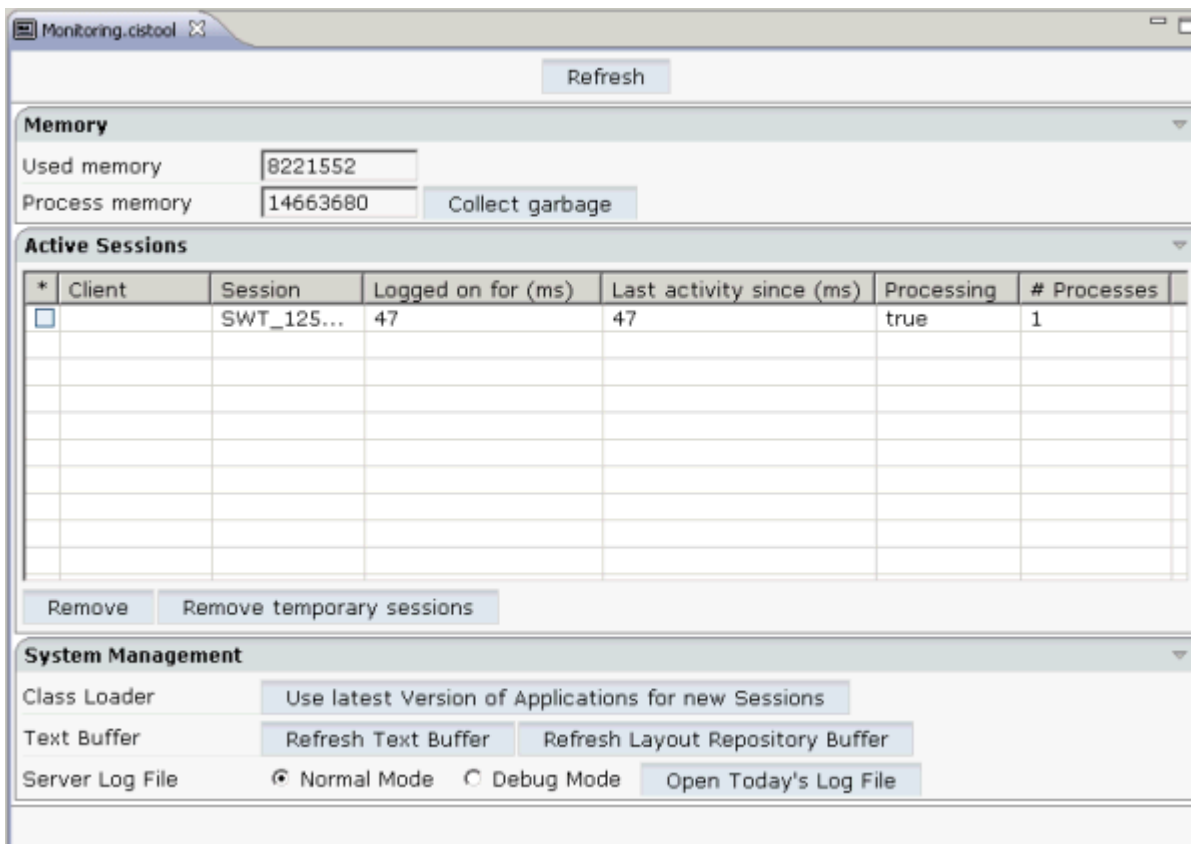 Monitoring.cistool
Refresh
Memory
Used memory 8221552
Process memory 14663680 Collect garbage
Active Sessions
* Client Session Logged on for (ms) Last activity since (ms) Processing # Processes
SWT_125... 47 47 true 1
Remove Remove temporary sessions
System Management
Class Loader Use latest Version of Applications for new Sessions
Text Buffer Refresh Text Buffer Refresh Layout Repository Buffer
Server Log File Normal Mode Debug Mode Open Today's Log File